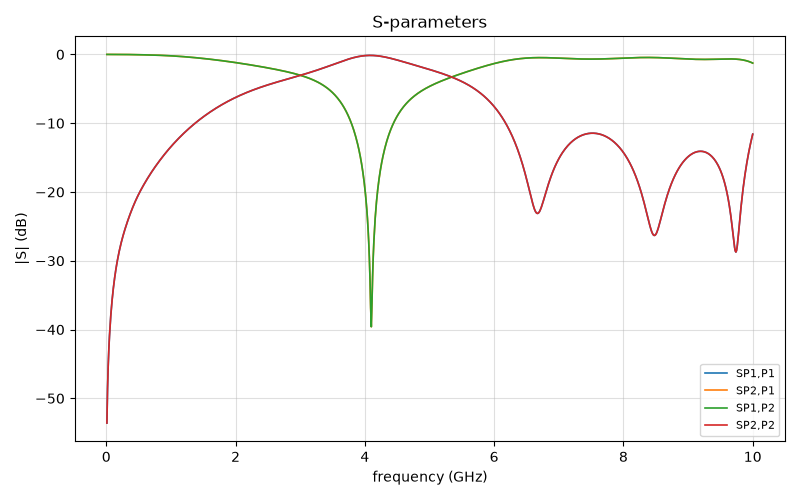 S-parameters
|S| (dB)
0
−10
−20
−30
−40
−50
0 2 4 6 8 10
frequency (GHz)
SP1,P1
SP2,P1
SP1,P2
SP2,P2